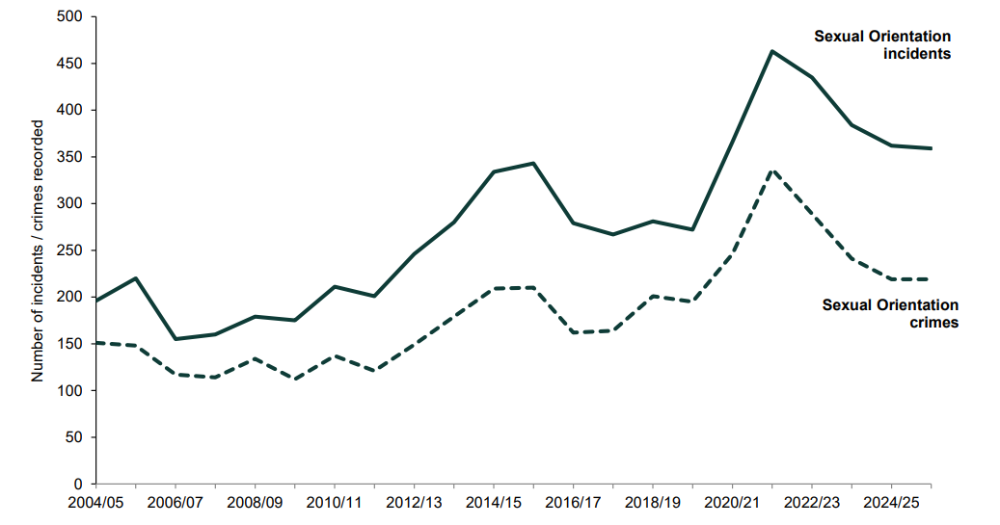 500
450
400
350
300
250
200
150
100
50
0
Number of incidents / crimes recorded
Sexual Orientation
incidents
Sexual Orientation
crimes
2004/05 2006/07 2008/09 2010/11 2012/13 2014/15 2016/17 2018/19 2020/21 2022/23 2024/25